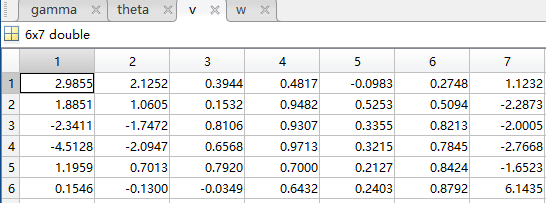 gamma theta v w
6x7 double
1 2 3 4 5 6 7
1 2.9855 2.1252 0.3944 0.4817 -0.0983 0.2748 1.1232
2 1.8851 1.0605 0.1532 0.9482 0.5253 0.5094 -2.2873
3 -2.3411 -1.7472 0.8106 0.9307 0.3355 0.8213 -2.0005
4 -4.5128 -2.0947 0.6568 0.9713 0.3215 0.7845 -2.7668
5 1.1959 0.7013 0.7920 0.7000 0.2127 0.8424 -1.6523
6 0.1546 -0.1300 -0.0349 0.6432 0.2403 0.8792 6.1435